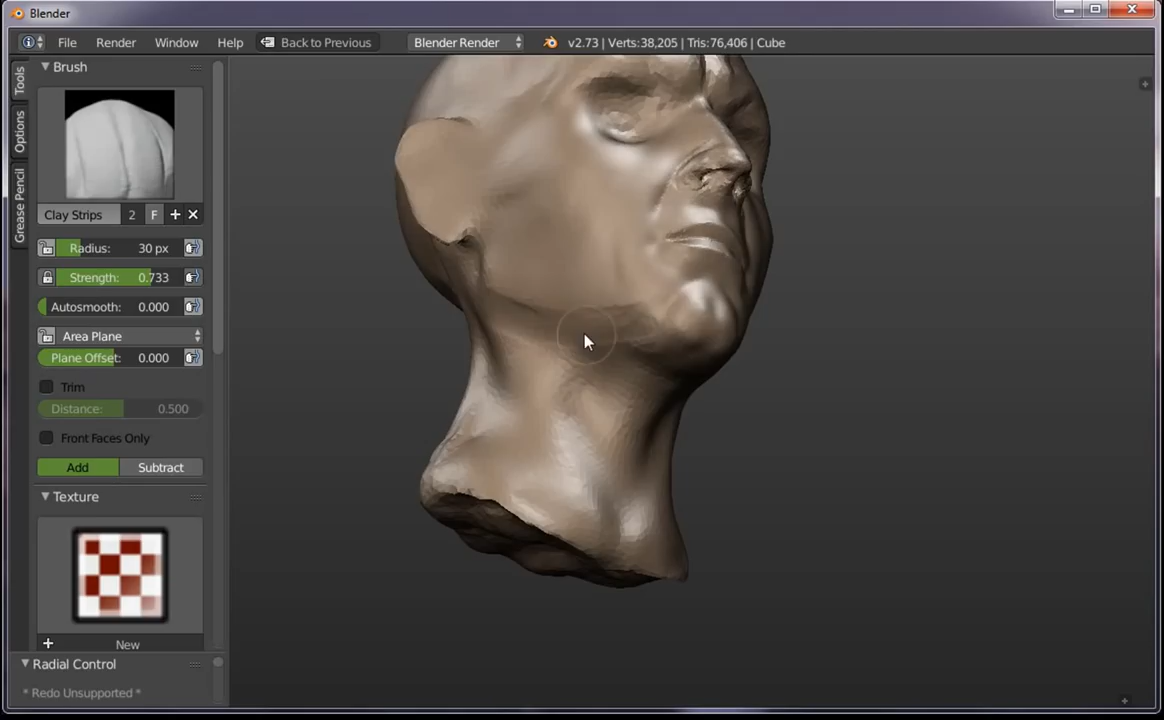 Blender
File Render Window Help Back to Previous Blender Render v2.73 | Verts:38,205 | Tris:76,406 | Cube
Tools
Options
Grease Pencil
Brush
Clay Strips 2 F
Radius: 30 px
Strength: 0.733
Autosmooth: 0.000
Area Plane
Plane Offset: 0.000
Trim
Distance: 0.500
Front Faces Only
Add Subtract
Texture
New
Radial Control
* Redo Unsupported *